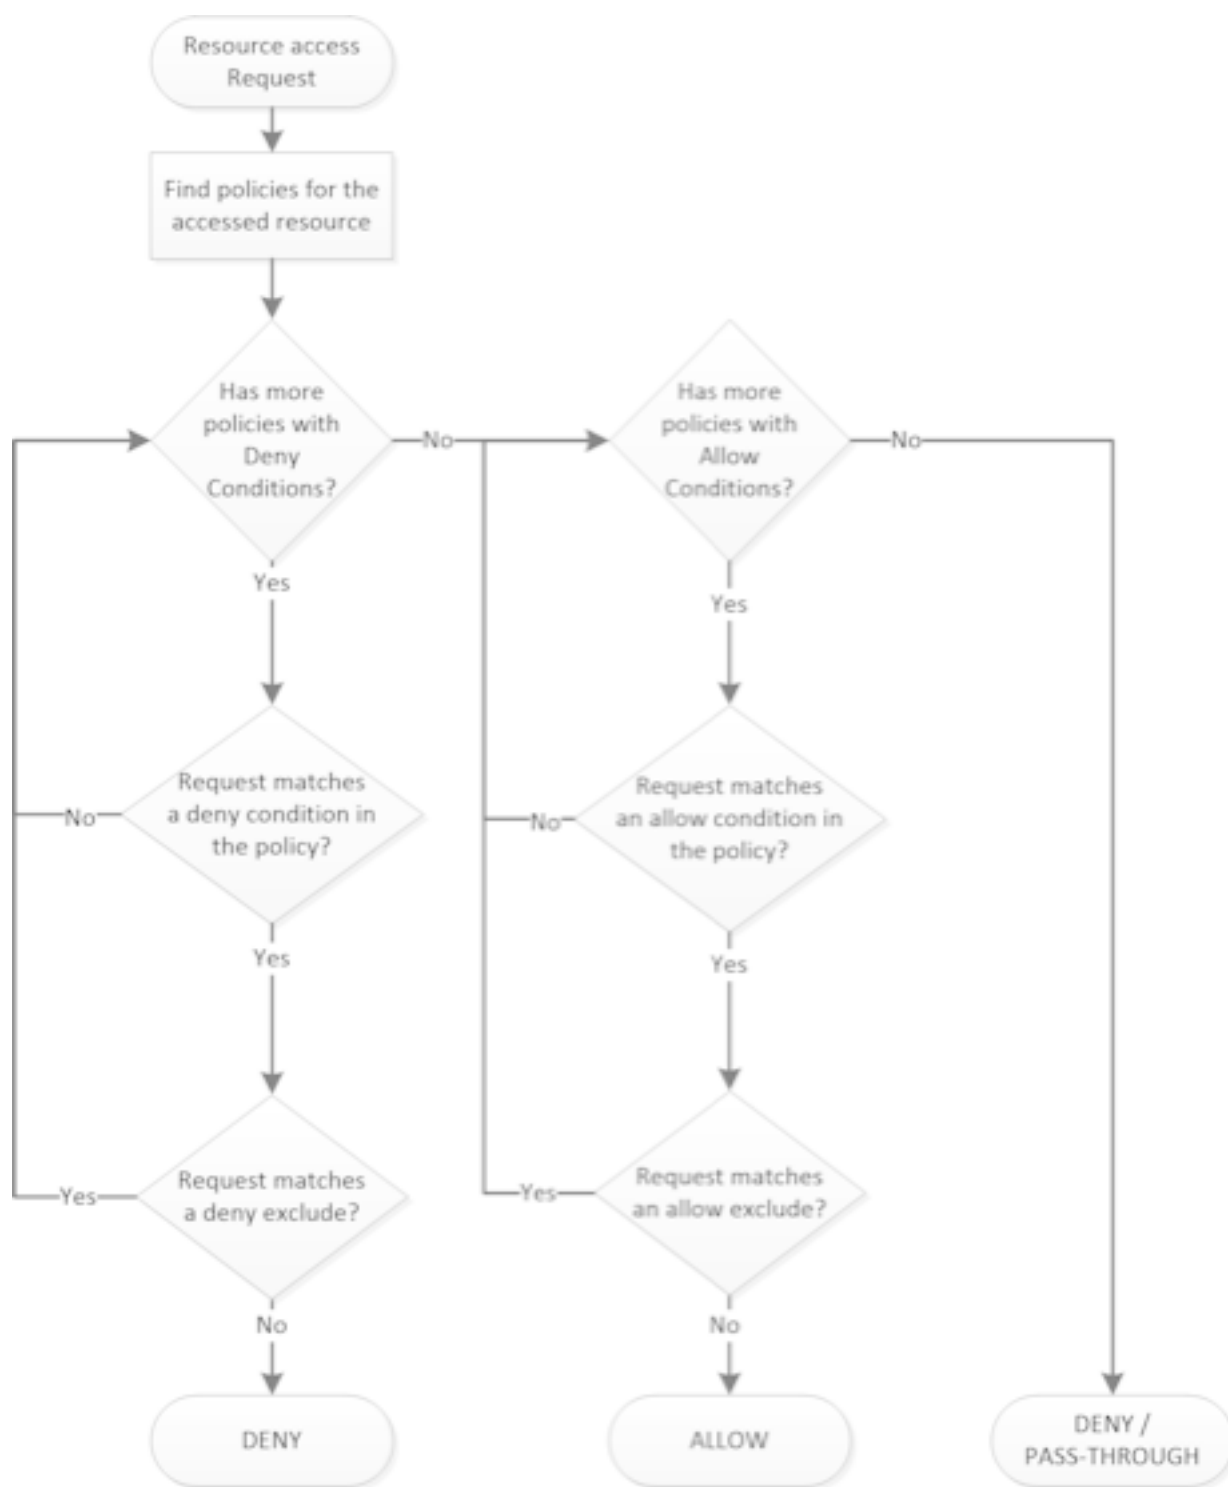 Resource access
Request
Find policies for the
accessed resource
Has more
policies with
Deny
Conditions?
No
Has more
policies with
Allow
Conditions?
No
Yes
Yes
Request matches
a deny condition in
the policy?
No
Request matches
an allow condition in
the policy?
No
Yes
Yes
Request matches
a deny exclude?
Yes
Request matches
an allow exclude?
Yes
No
No
DENY
ALLOW
DENY /
PASS-THROUGH